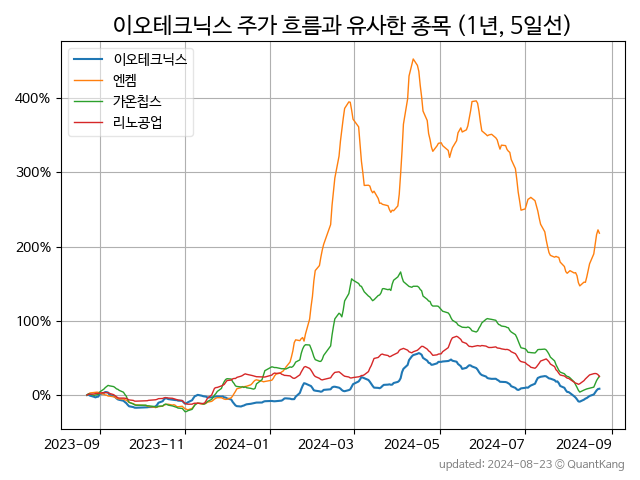 이오테크닉스 주가 흐름과 유사한 종목 (1년, 5일선)
이오테크닉스
엔켐
가온칩스
리노공업
400%
300%
200%
100%
0%
2023-09 2023-11 2024-01 2024-03 2024-05 2024-07 2024-09
updated: 2024-08-23 © QuantKang